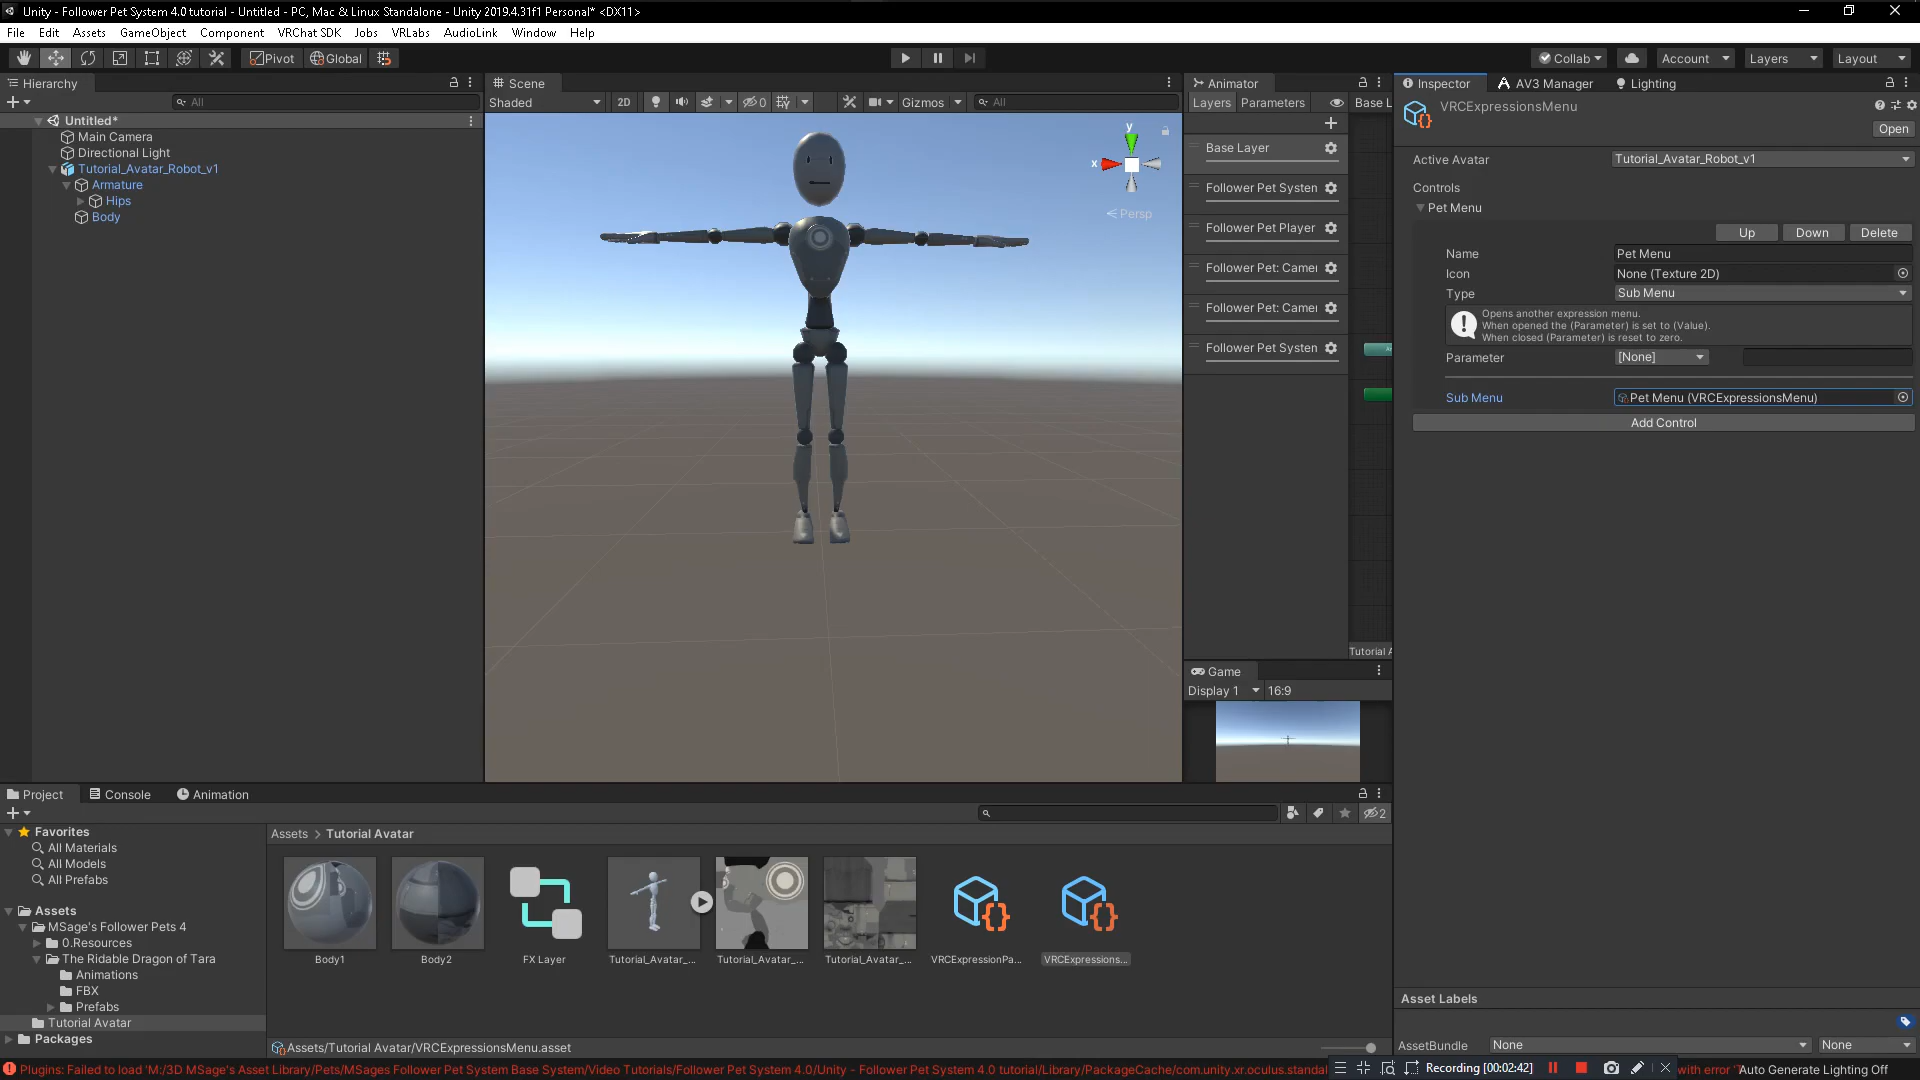 Unity - Follower Pet System 4.0 tutorial - Untitled - PC, Mac & Linux Standalone - Unity 2019.4.31f1 Personal* <DX11>
File Edit Assets GameObject Component VRChat SDK Jobs VRLabs AudioLink Window Help
Pivot Global Collab Account Layers Layout
Hierarchy
All
Untitled*
Main Camera
Directional Light
Tutorial_Avatar_Robot_v1
Armature
Hips
Body
Scene
Shaded 2D 0 Gizmos All
y
x
Persp
Animator
Layers Parameters Base L
Base Layer
Follower Pet System
Follower Pet Player
Follower Pet: Camer
Follower Pet: Camer
Follower Pet System
Tutorial A
Game
Display 1 16:9
Inspector AV3 Manager Lighting
VRCExpressionsMenu
Open
Active Avatar Tutorial_Avatar_Robot_v1
Controls
Pet Menu
Up Down Delete
Name Pet Menu
Icon None (Texture 2D)
Type Sub Menu
Opens another expression menu.
When opened the (Parameter) is set to (Value).
When closed (Parameter) is reset to zero.
Parameter [None]
Sub Menu Pet Menu (VRCExpressionsMenu)
Add Control
Asset Labels
AssetBundle None None
Project Console Animation
2
Favorites
All Materials
All Models
All Prefabs
Assets
MSage's Follower Pets 4
0.Resources
The Ridable Dragon of Tara
Animations
FBX
Prefabs
Tutorial Avatar
Packages
Assets > Tutorial Avatar
Body1 Body2 FX Layer Tutorial_Avatar_... Tutorial_Avatar_... Tutorial_Avatar_... VRCExpressionPa... VRCExpressions...
Assets/Tutorial Avatar/VRCExpressionsMenu.asset
Plugins: Failed to load 'M:/3D MSage's Asset Library/Pets/MSages Follower Pet System Base System/Video Tutorials/Follower Pet System 4.0/Unity - Follower Pet System 4.0 tutorial/Library/PackageCache/com.unity.xr.oculus.standal
Recording [00:02:42]
with error
Auto Generate Lighting Off